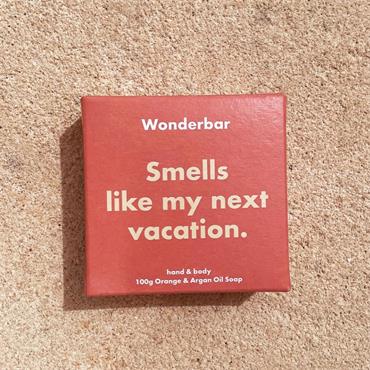 Wonderbar
Smells
like my next
vacation.
hand & body
100g Orange & Argan Oil Soap